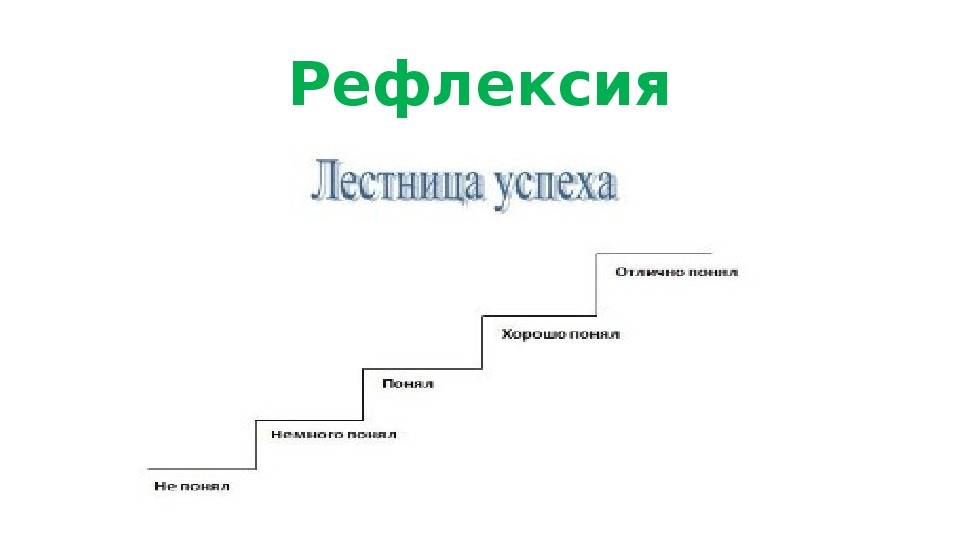 Рефлексия
Лестница успеха
Отлично понял
Хорошо понял
Понял
Немного понял
Не понял